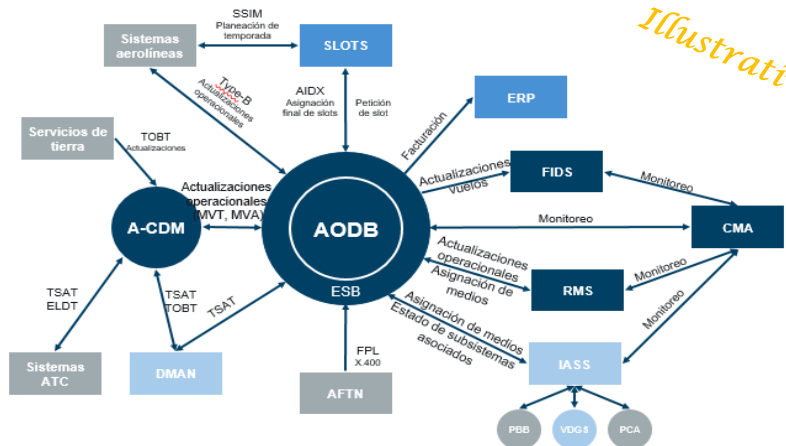 SSIM
Planeación de
temporada
Illustrati
Sistemas
aerolíneas
SLOTS
Type-B
Actualizaciones
operacionales
AIDX
Asignación
final de slots
Petición
de slot
ERP
Servicios de
tierra
TOBT
Actualizaciones
Facturación
Actualizaciones
vuelos
FIDS
Monitoreo
Actualizaciones
operacionales
(MVT, MVA)
A-CDM
AODB
ESB
Monitoreo
CMA
Actualizaciones
operacionales
Asignación de
medios
RMS
Monitoreo
TSAT
ELDT
TSAT
TOBT
TSAT
Asignación de medios
Estado de subsistemas
asociados
Monitoreo
FPL
X.400
Sistemas
ATC
DMAN
AFTN
IASS
PBB
VDGS
PCA